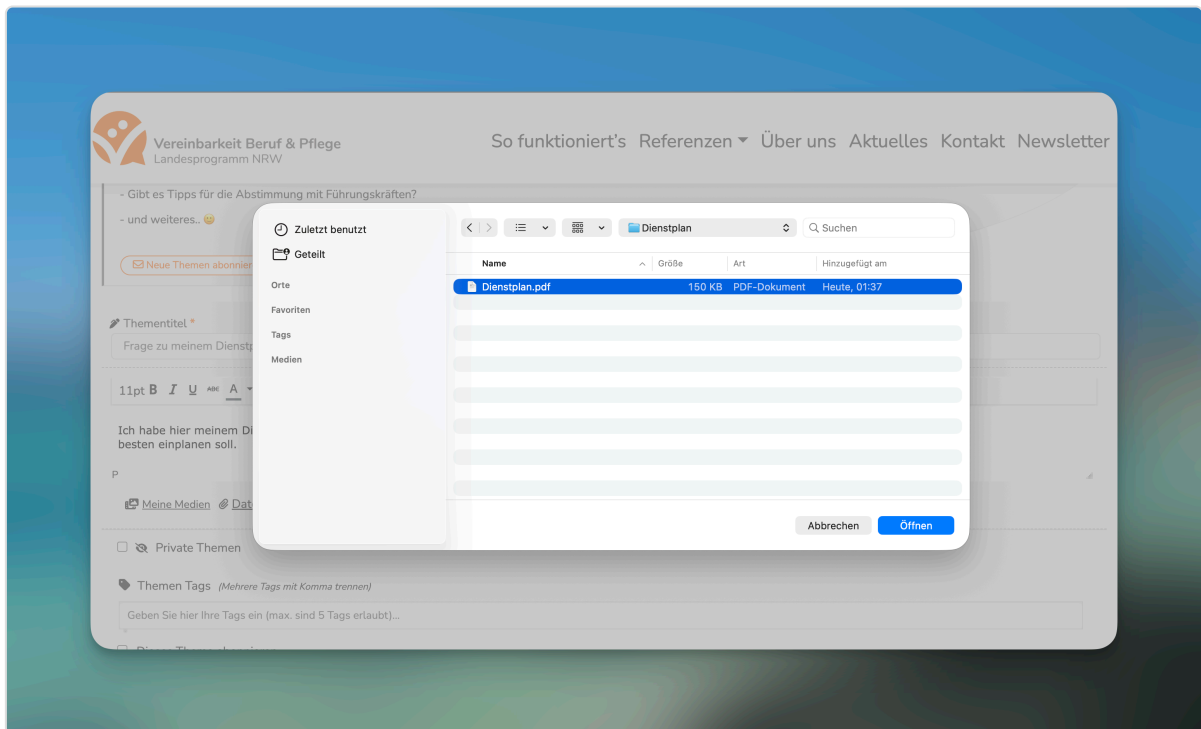 Vereinbarkeit Beruf & Pflege
Landesprogramm NRW
So funktioniert's Referenzen Über uns Aktuelles Kontakt Newsletter
- Gibt es Tipps für die Abstimmung mit Führungskräften?
- und weiteres..
Neue Themen abonnier
Zuletzt benutzt
Geteilt
Orte
Favoriten
Tags
Medien
Dienstplan
Suchen
Name Größe Art Hinzugefügt am
Dienstplan.pdf 150 KB PDF-Dokument Heute, 01:37
Abbrechen Öffnen
Thementitel *
Frage zu meinem Dienstp
11pt B I U ABC A
Ich habe hier meinem Di
besten einplanen soll.
P
Meine Medien Dat
Private Themen
Themen Tags (Mehrere Tags mit Komma trennen)
Geben Sie hier Ihre Tags ein (max. sind 5 Tags erlaubt)...